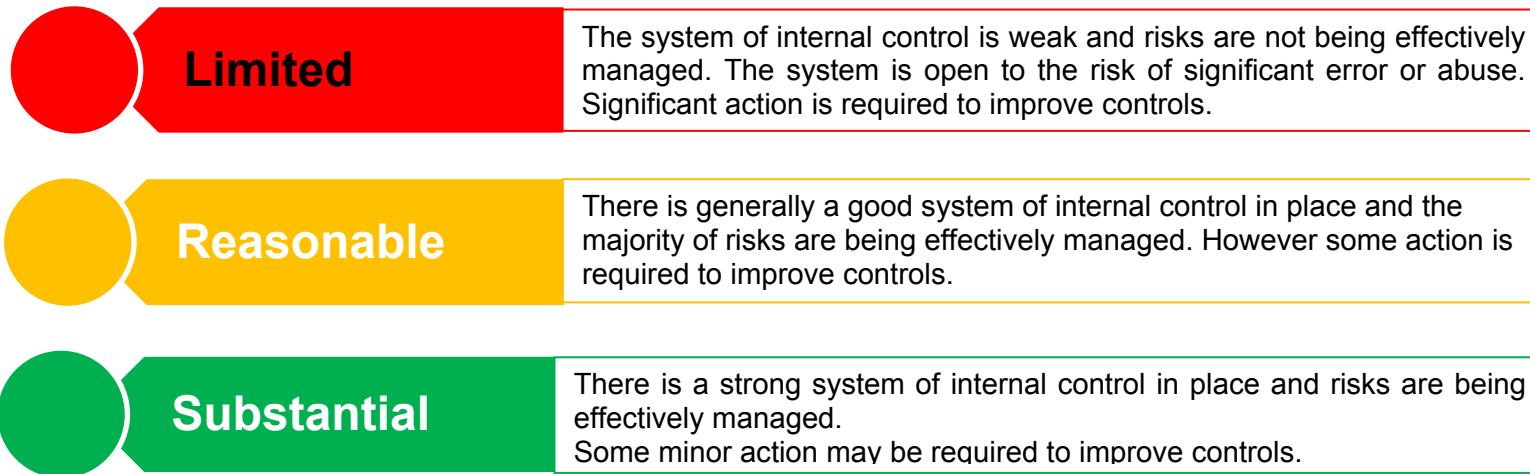 Limited
The system of internal control is weak and risks are not being effectively
managed. The system is open to the risk of significant error or abuse.
Significant action is required to improve controls.
Reasonable
There is generally a good system of internal control in place and the
majority of risks are being effectively managed. However some action is
required to improve controls.
Substantial
There is a strong system of internal control in place and risks are being
effectively managed.
Some minor action may be required to improve controls.